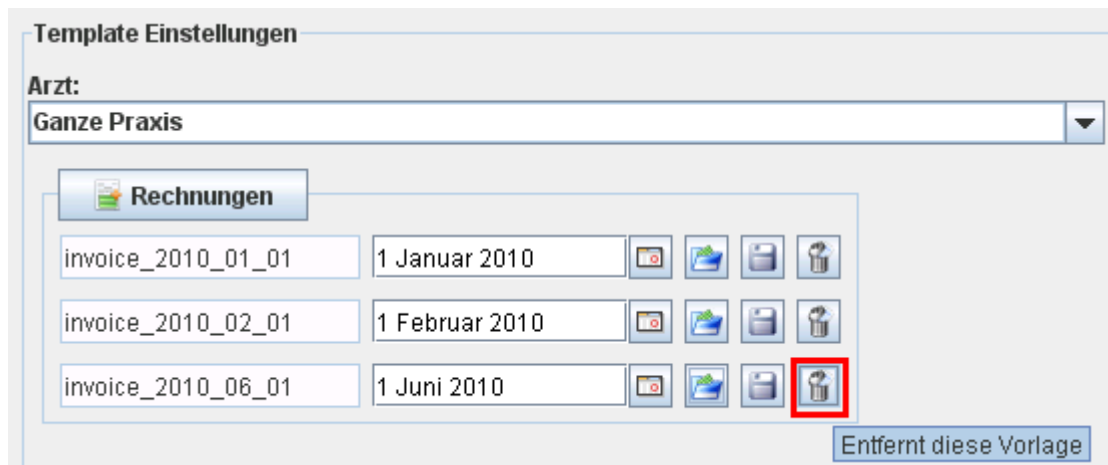 Template Einstellungen
Arzt:
Ganze Praxis
Rechnungen
invoice_2010_01_01 1 Januar 2010
invoice_2010_02_01 1 Februar 2010
invoice_2010_06_01 1 Juni 2010
Entfernt diese Vorlage